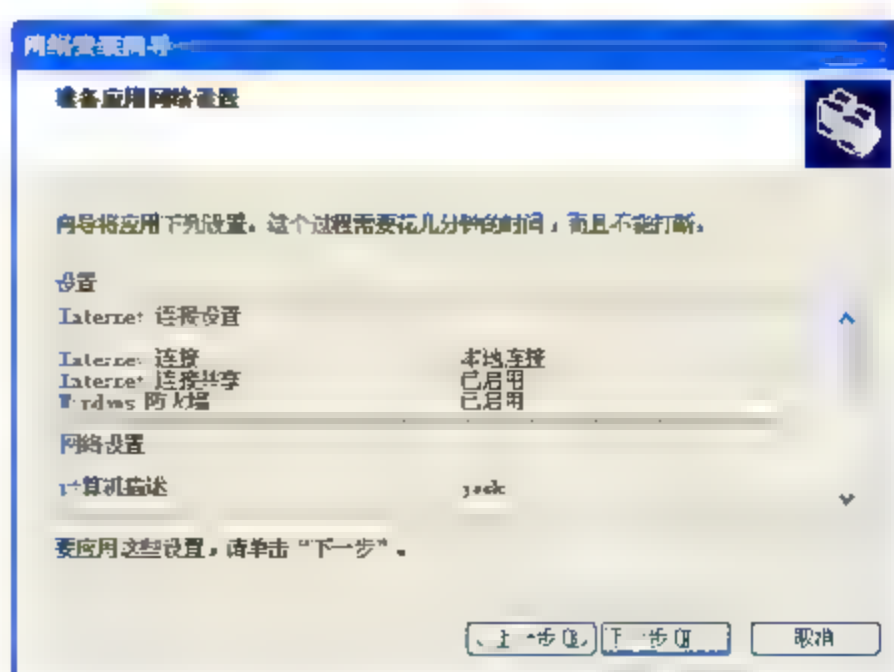 网络安装向导
准备应用网络设置
向导将应用下列设置。这个过程需要花几分钟的时间，而且不能打断。
设置
Internet 连接设置
Internet 连接 本地连接
Internet 连接共享 已启用
Windows 防火墙 已启用
网络设置
计算机描述
要应用这些设置，请单击“下一步”。
上一步(B) 下一步(N) 取消